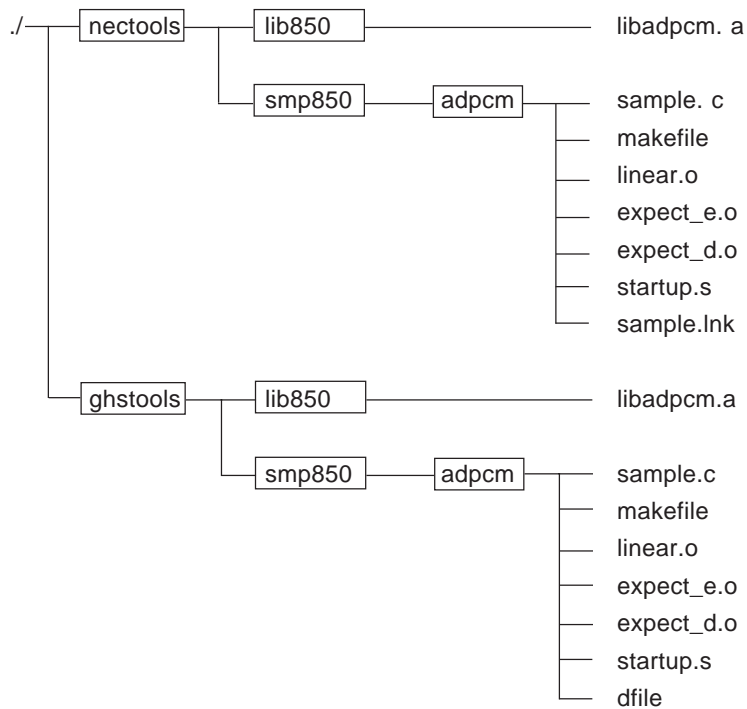 ./ nectools lib850 libadpcm. a
smp850 adpcm sample. c
makefile
linear.o
expect_e.o
expect_d.o
startup.s
sample.lnk
ghstools lib850 libadpcm.a
smp850 adpcm sample.c
makefile
linear.o
expect_e.o
expect_d.o
startup.s
dfile